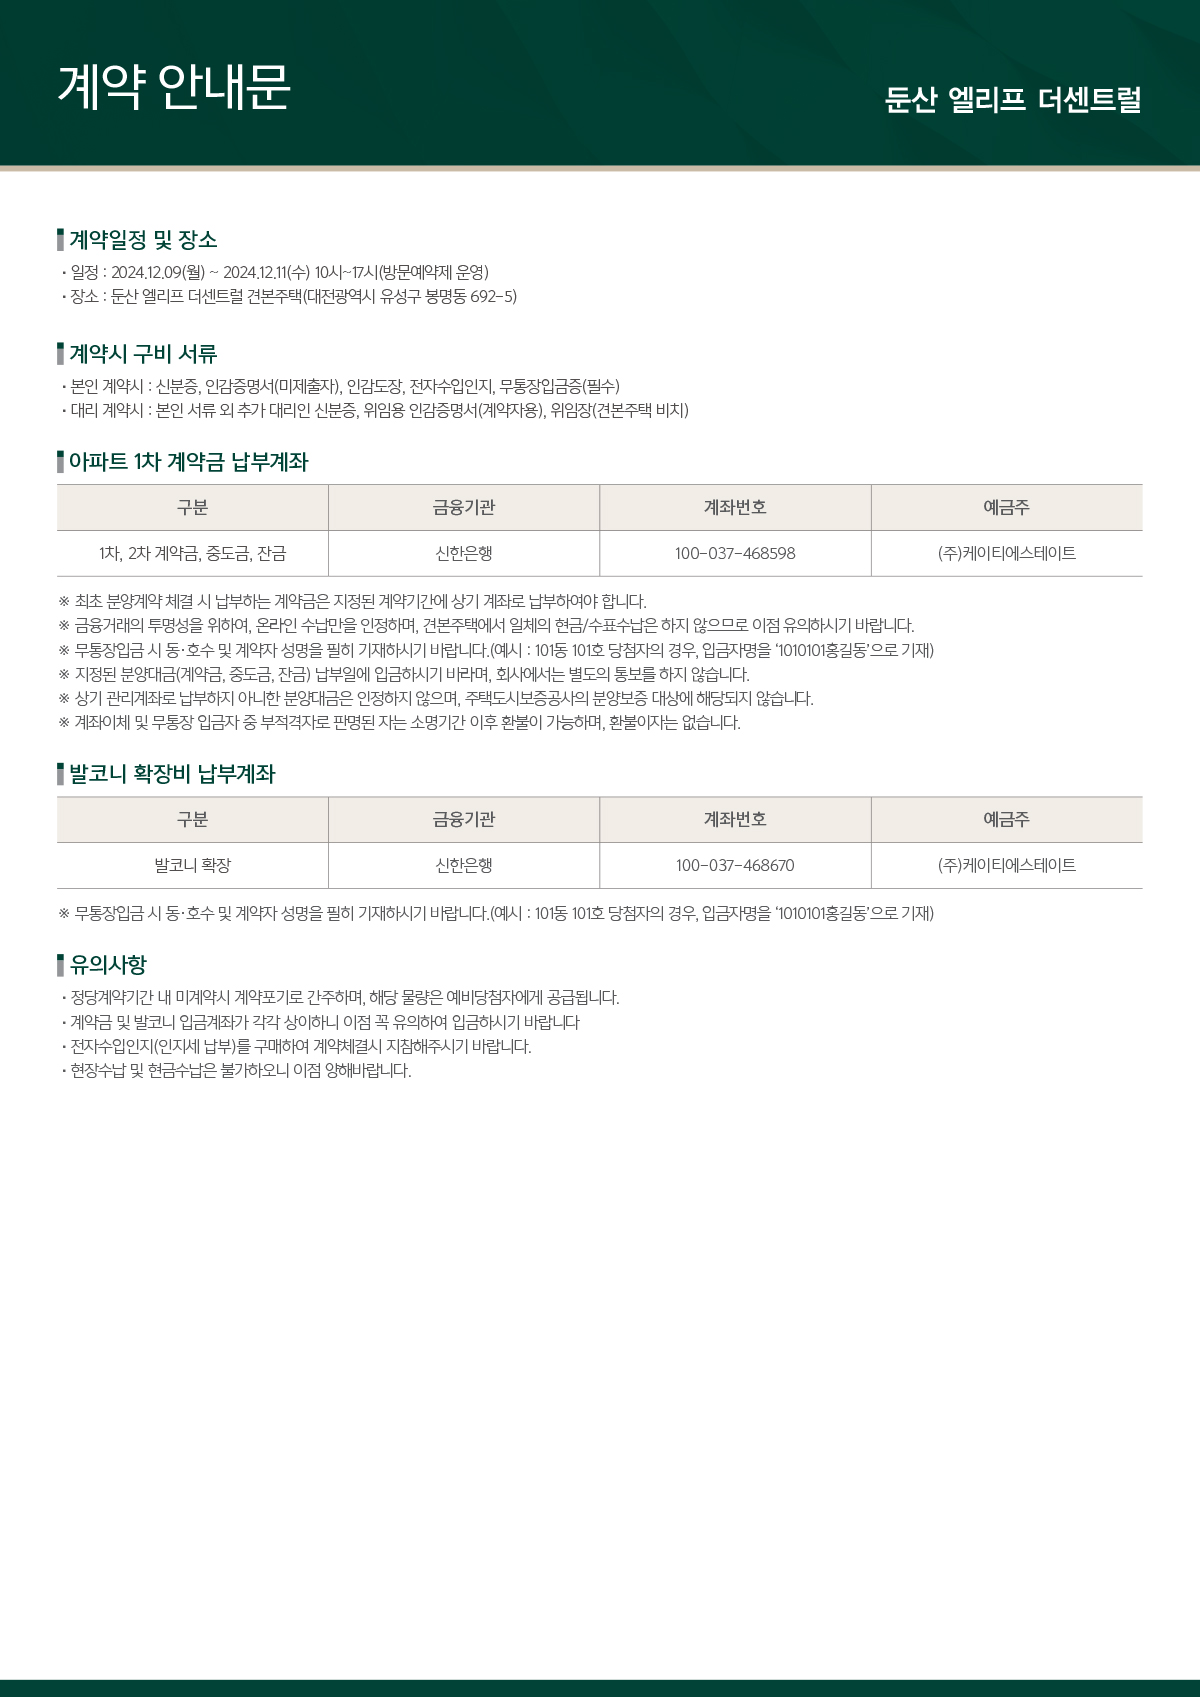 계약 안내문
둔산 엘리프 더센트럴
계약일정 및 장소
· 일정 : 2024.12.09(월) ~ 2024.12.11(수) 10시~17시(방문예약제 운영)
· 장소 : 둔산 엘리프 더센트럴 견본주택(대전광역시 유성구 봉명동 692-5)
계약시 구비 서류
· 본인 계약시 : 신분증, 인감증명서(미제출자), 인감도장, 전자수입인지, 무통장입금증(필수)
· 대리 계약시 : 본인 서류 외 추가 대리인 신분증, 위임용 인감증명서(계약자용), 위임장(견본주택 비치)
아파트 1차 계약금 납부계좌
구분 금융기관 계좌번호 예금주
1차, 2차 계약금, 중도금, 잔금 신한은행 100-037-468598 (주)케이티에스테이트
※ 최초 분양계약 체결 시 납부하는 계약금은 지정된 계약기간에 상기 계좌로 납부하여야 합니다.
※ 금융거래의 투명성을 위하여, 온라인 수납만을 인정하며, 견본주택에서 일체의 현금/수표수납은 하지 않으므로 이점 유의하시기 바랍니다.
※ 무통장입금 시 동·호수 및 계약자 성명을 필히 기재하시기 바랍니다.(예시 : 101동 101호 당첨자의 경우, 입금자명을 ‘1010101홍길동’으로 기재)
※ 지정된 분양대금(계약금, 중도금, 잔금) 납부일에 입금하시기 바라며, 회사에서는 별도의 통보를 하지 않습니다.
※ 상기 관리계좌로 납부하지 아니한 분양대금은 인정하지 않으며, 주택도시보증공사의 분양보증 대상에 해당되지 않습니다.
※ 계좌이체 및 무통장 입금자 중 부적격자로 판명된 자는 소명기간 이후 환불이 가능하며, 환불이자는 없습니다.
발코니 확장비 납부계좌
구분 금융기관 계좌번호 예금주
발코니 확장 신한은행 100-037-468670 (주)케이티에스테이트
※ 무통장입금 시 동·호수 및 계약자 성명을 필히 기재하시기 바랍니다.(예시 : 101동 101호 당첨자의 경우, 입금자명을 ‘1010101홍길동’으로 기재)
유의사항
· 정당계약기간 내 미계약시 계약포기로 간주하며, 해당 물량은 예비당첨자에게 공급됩니다.
· 계약금 및 발코니 입금계좌가 각각 상이하니 이점 꼭 유의하여 입금하시기 바랍니다
· 전자수입인지(인지세 납부)를 구매하여 계약체결시 지참해주시기 바랍니다.
· 현장수납 및 현금수납은 불가하오니 이점 양해바랍니다.